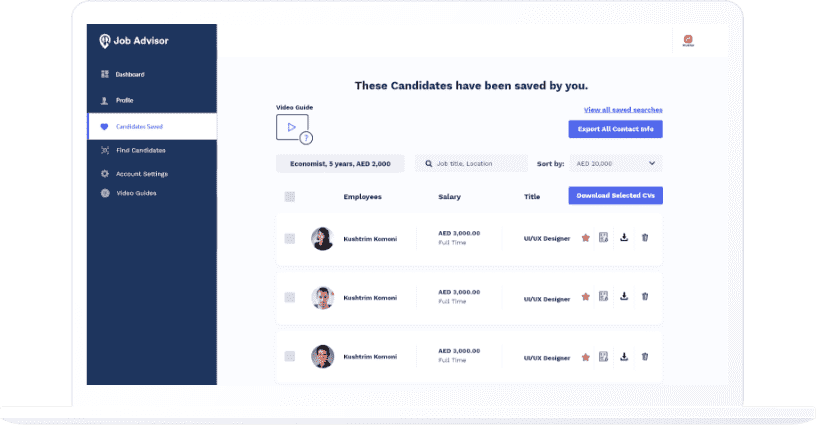 Job Advisor
Dashboard
Profile
Candidates Saved
Find Candidates
Account Settings
Video Guides
These Candidates have been saved by you.
Video Guide
?
View all saved searches
Export All Contact Info
Economist, 5 years, AED 2,000
Job title, Location
Sort by:
AED 20,000
Employees
Salary
Title
Download Selected CVs
Kushtrim Komoni
AED 3,000.00
Full Time
UI/UX Designer
Kushtrim Komoni
AED 3,000.00
Full Time
UI/UX Designer
Kushtrim Komoni
AED 3,000.00
Full Time
UI/UX Designer